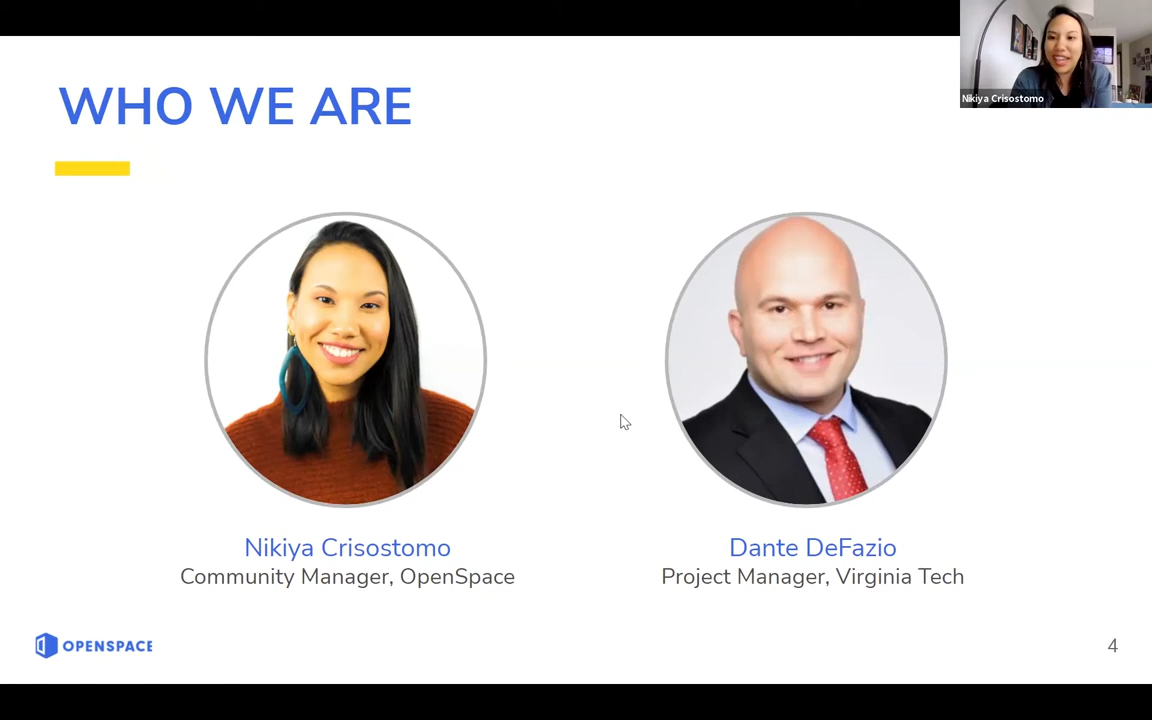 WHO WE ARE
Nikiya Crisostomo
Nikiya Crisostomo
Community Manager, OpenSpace
Dante DeFazio
Project Manager, Virginia Tech
OPENSPACE
4